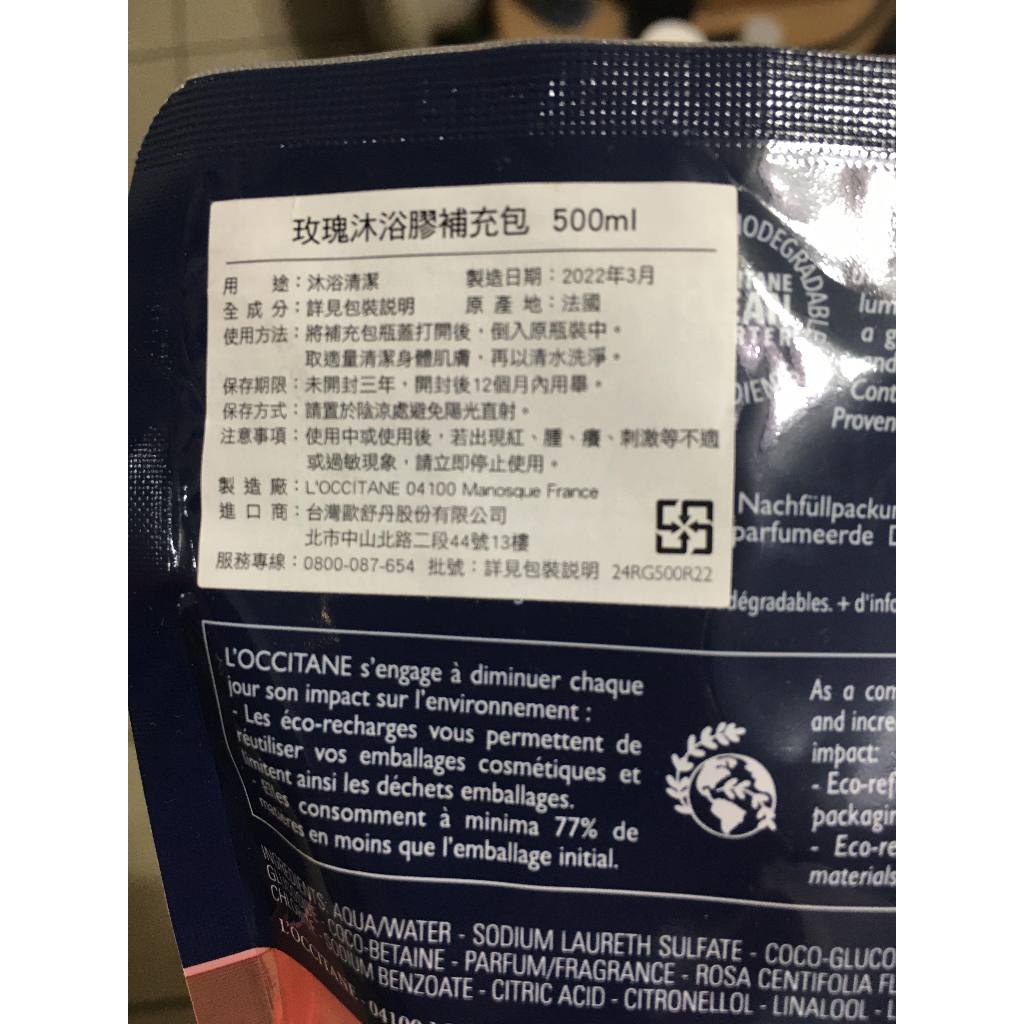 玫瑰沐浴膠補充包 500ml
用 途：沐浴清潔 製造日期：2022年3月
全 成 分：詳見包裝説明 原 產 地：法國
使用方法：將補充包瓶蓋打開後，倒入原瓶裝中。
取適量清潔身體肌膚，再以清水洗淨。
保存期限：未開封三年，開封後12個月內用畢。
保存方式：請置於陰涼處避免陽光直射。
注意事項：使用中或使用後，若出現紅、腫、癢、刺激等不適
或過敏現象，請立即停止使用。
製 造 廠：L'OCCITANE 04100 Manosque France
進 口 商：台灣歐舒丹股份有限公司
北市中山北路二段44號13樓
服務專線：0800-087-654 批號：詳見包裝説明 24RG500R22
IODEGRADABLE
lum
a g
Cont
Proven
Nachfüllpackun
parfumeerde
dégradables. + d'info
L'OCCITANE s'engage à diminuer chaque
jour son impact sur l'environnement :
- Les éco-recharges vous permettent de
réutiliser vos emballages cosmétiques et
limitent ainsi les déchets emballages.
- Elles consomment à minima 77% de
matières en moins que l'emballage initial.
As a com
and incre
impact:
- Eco-ref
packagin
- Eco-re
materials
INGREDIENTS: AQUA/WATER - SODIUM LAURETH SULFATE - COCO-GLUCO
COCO-BETAINE - PARFUM/FRAGRANCE - ROSA CENTIFOLIA FL
SODIUM BENZOATE - CITRIC ACID - CITRONELLOL - LINALOOL - L
L'OCCITANE - 04100